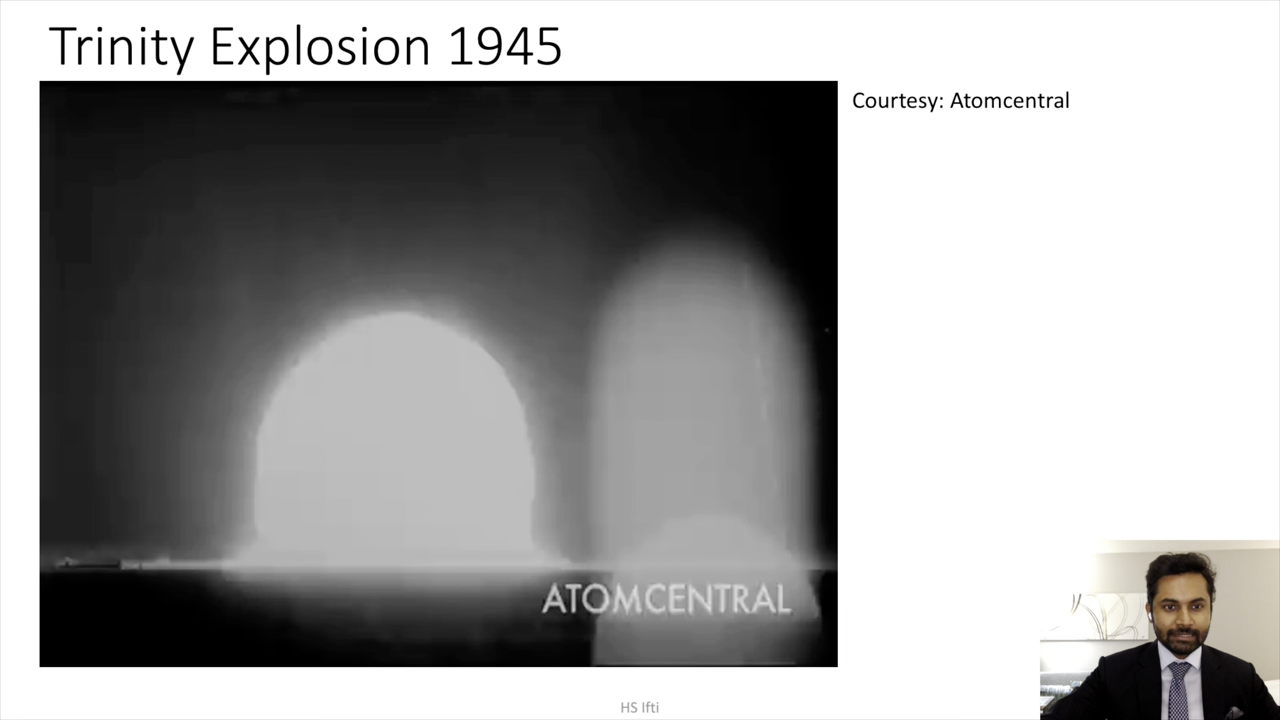 Trinity Explosion 1945
Courtesy: Atomcentral
ATOMCENTRAL
HS Ifti